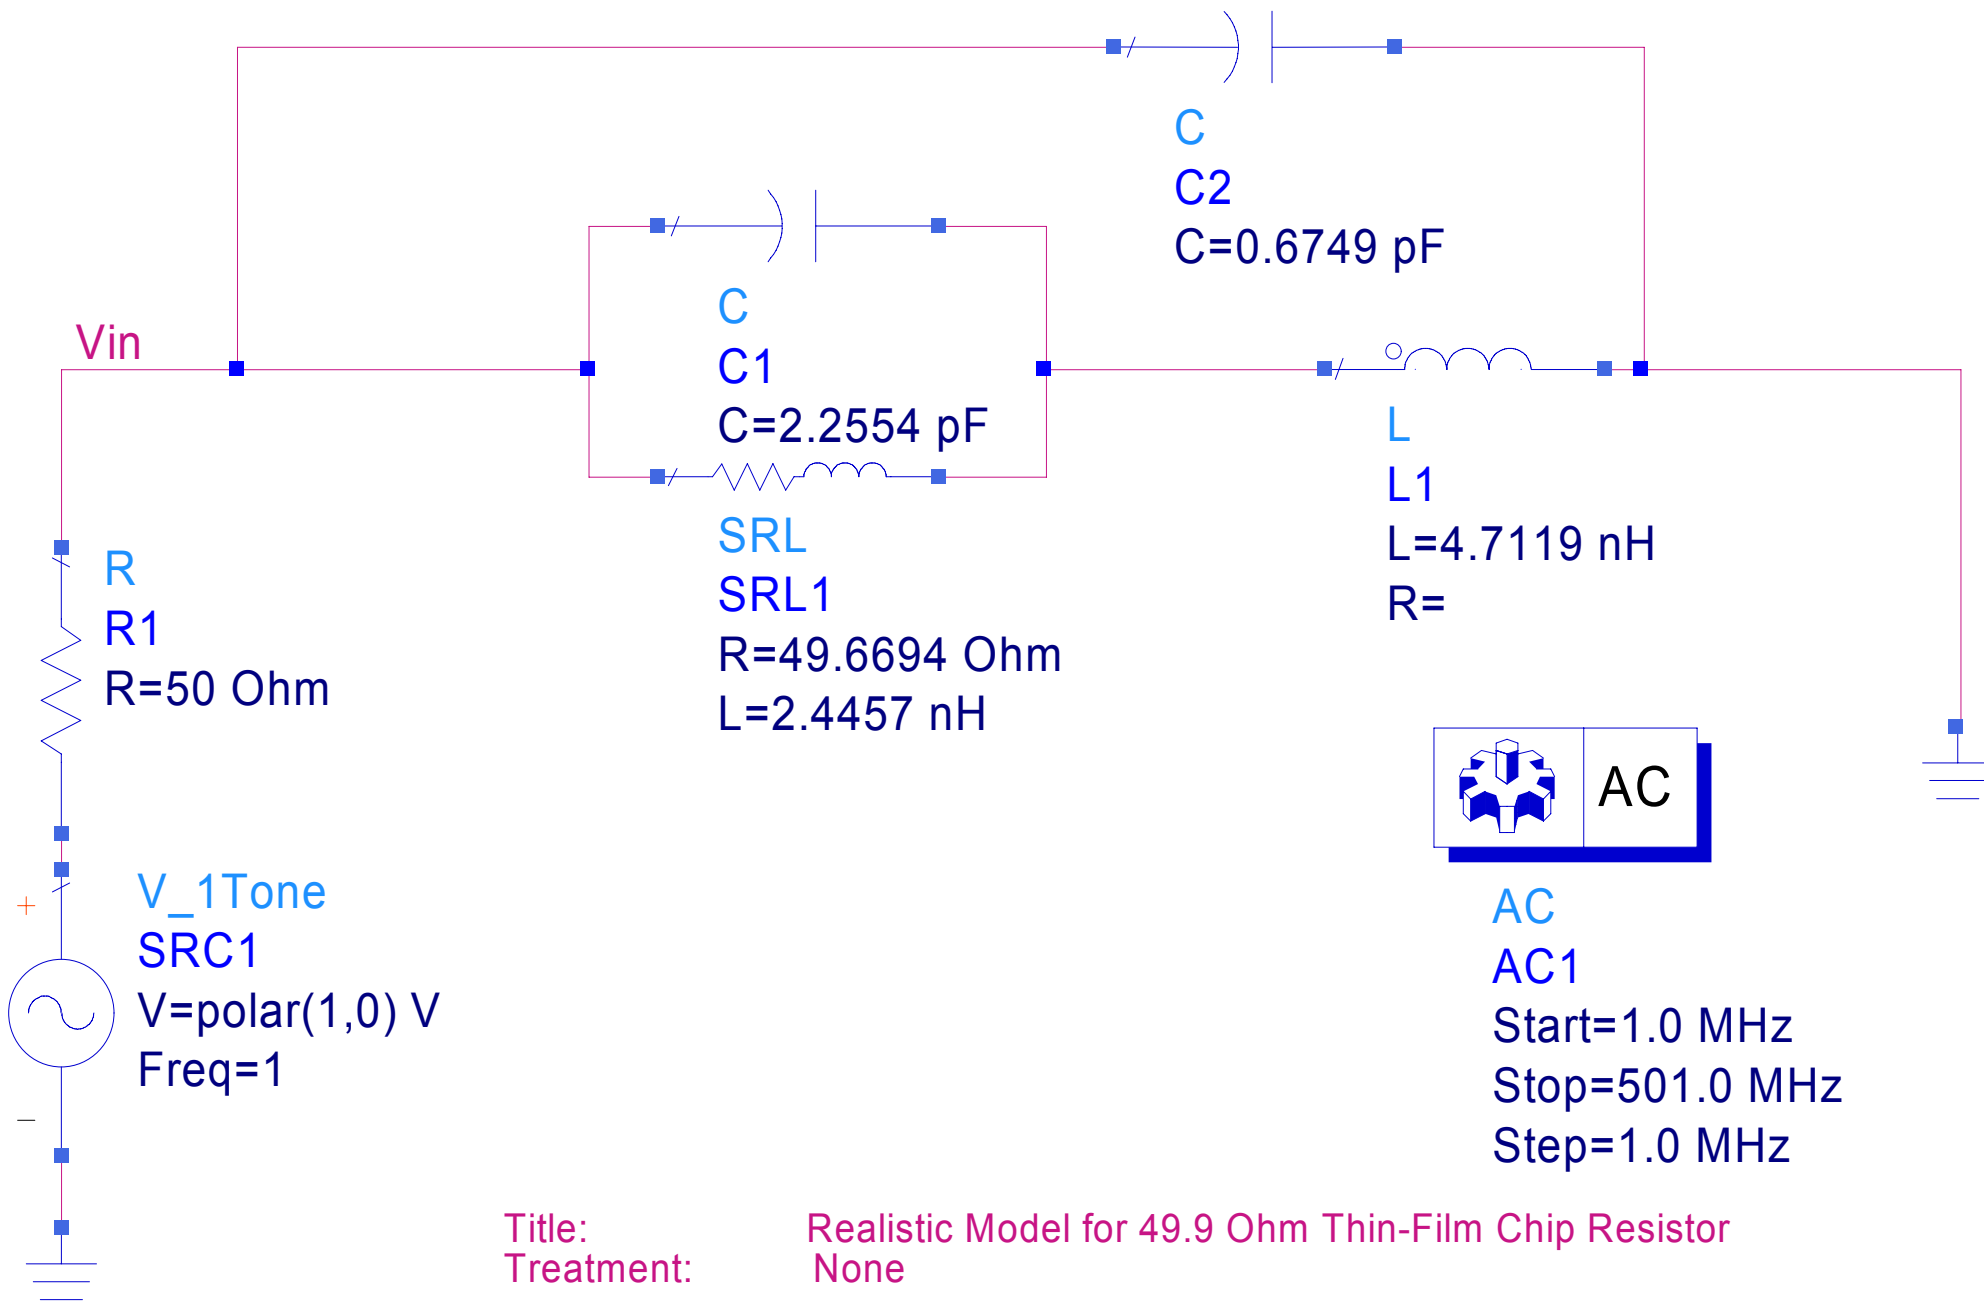 C
C2
C=0.6749 pF
C
C1
C=2.2554 pF
Vin
L
L1
L=4.7119 nH
R=
SRL
SRL1
R=49.6694 Ohm
L=2.4457 nH
R
R1
R=50 Ohm
AC
+
V_1Tone
SRC1
V=polar(1,0) V
Freq=1
−
AC
AC1
Start=1.0 MHz
Stop=501.0 MHz
Step=1.0 MHz
Title: Realistic Model for 49.9 Ohm Thin-Film Chip Resistor
Treatment: None